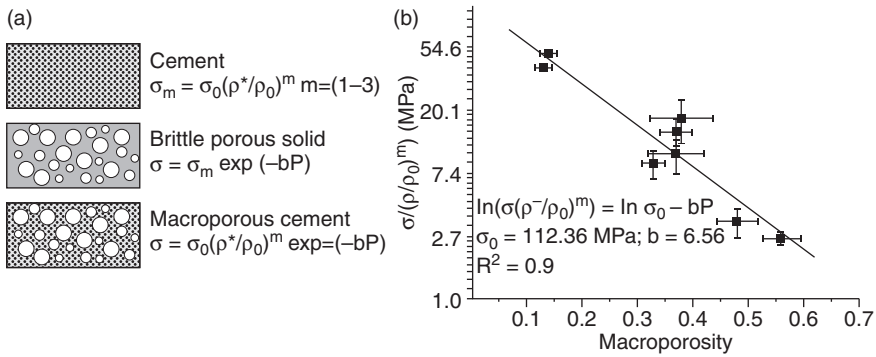 (a)
Cement
σm = σ0(ρ*/ρ0)^m m=(1–3)
Brittle porous solid
σ = σm exp (–bP)
Macroporous cement
σ = σ0(ρ*/ρ0)^m exp=(–bP)
(b)
σ/(ρ/ρ0)^m) (MPa)
54.6
20.1
7.4
2.7
1.0
ln(σ(ρ⁻/ρ0)^m) = ln σ0 – bP
σ0 = 112.36 MPa; b = 6.56
R² = 0.9
0.1 0.2 0.3 0.4 0.5 0.6 0.7
Macroporosity